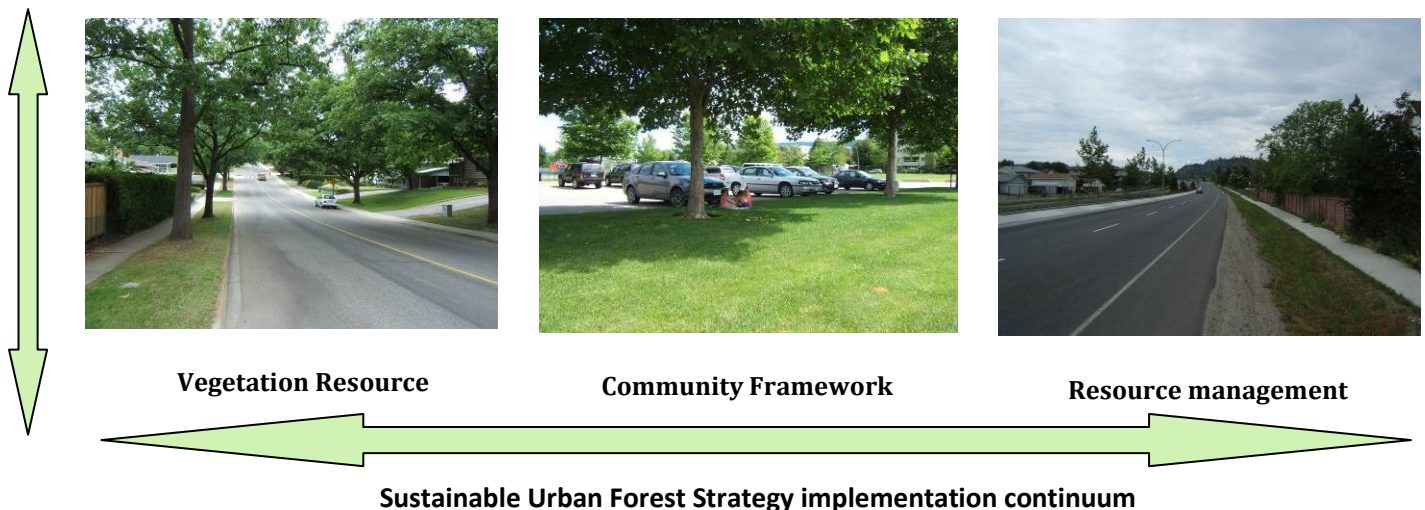 Vegetation Resource
Community Framework
Resource management
Sustainable Urban Forest Strategy implementation continuum